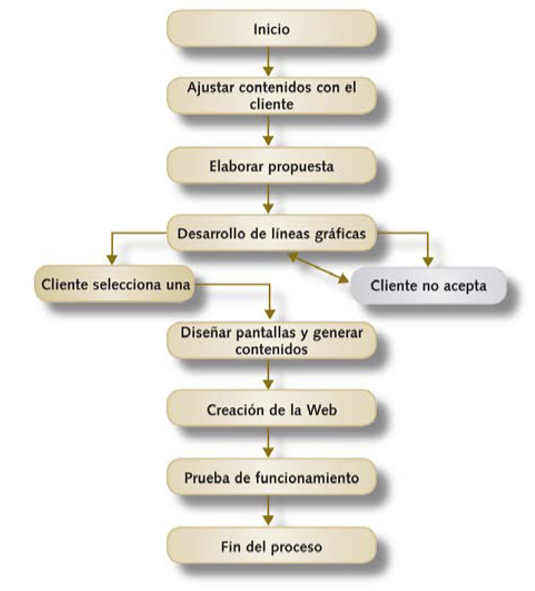 Inicio
Ajustar contenidos con el
cliente
Elaborar propuesta
Desarrollo de líneas gráficas
Cliente selecciona una
Cliente no acepta
Diseñar pantallas y generar
contenidos
Creación de la Web
Prueba de funcionamiento
Fin del proceso